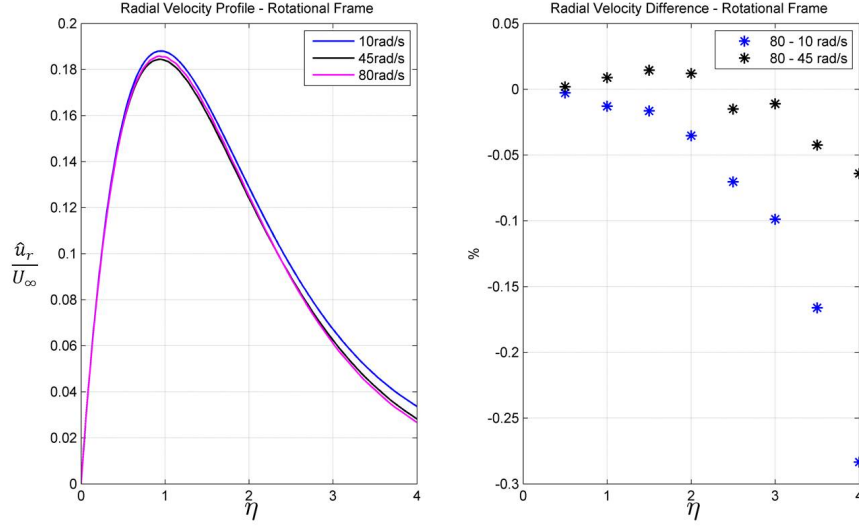 Radial Velocity Profile - Rotational Frame
0.2
0.18
0.16
0.14
0.12
0.1
0.08
0.06
0.04
0.02
0
0
1
2
3
4
η
û_r
U_∞
10rad/s
45rad/s
80rad/s
Radial Velocity Difference - Rotational Frame
0.05
0
-0.05
-0.1
-0.15
-0.2
-0.25
-0.3
0
1
2
3
4
η
%
80 - 10 rad/s
80 - 45 rad/s